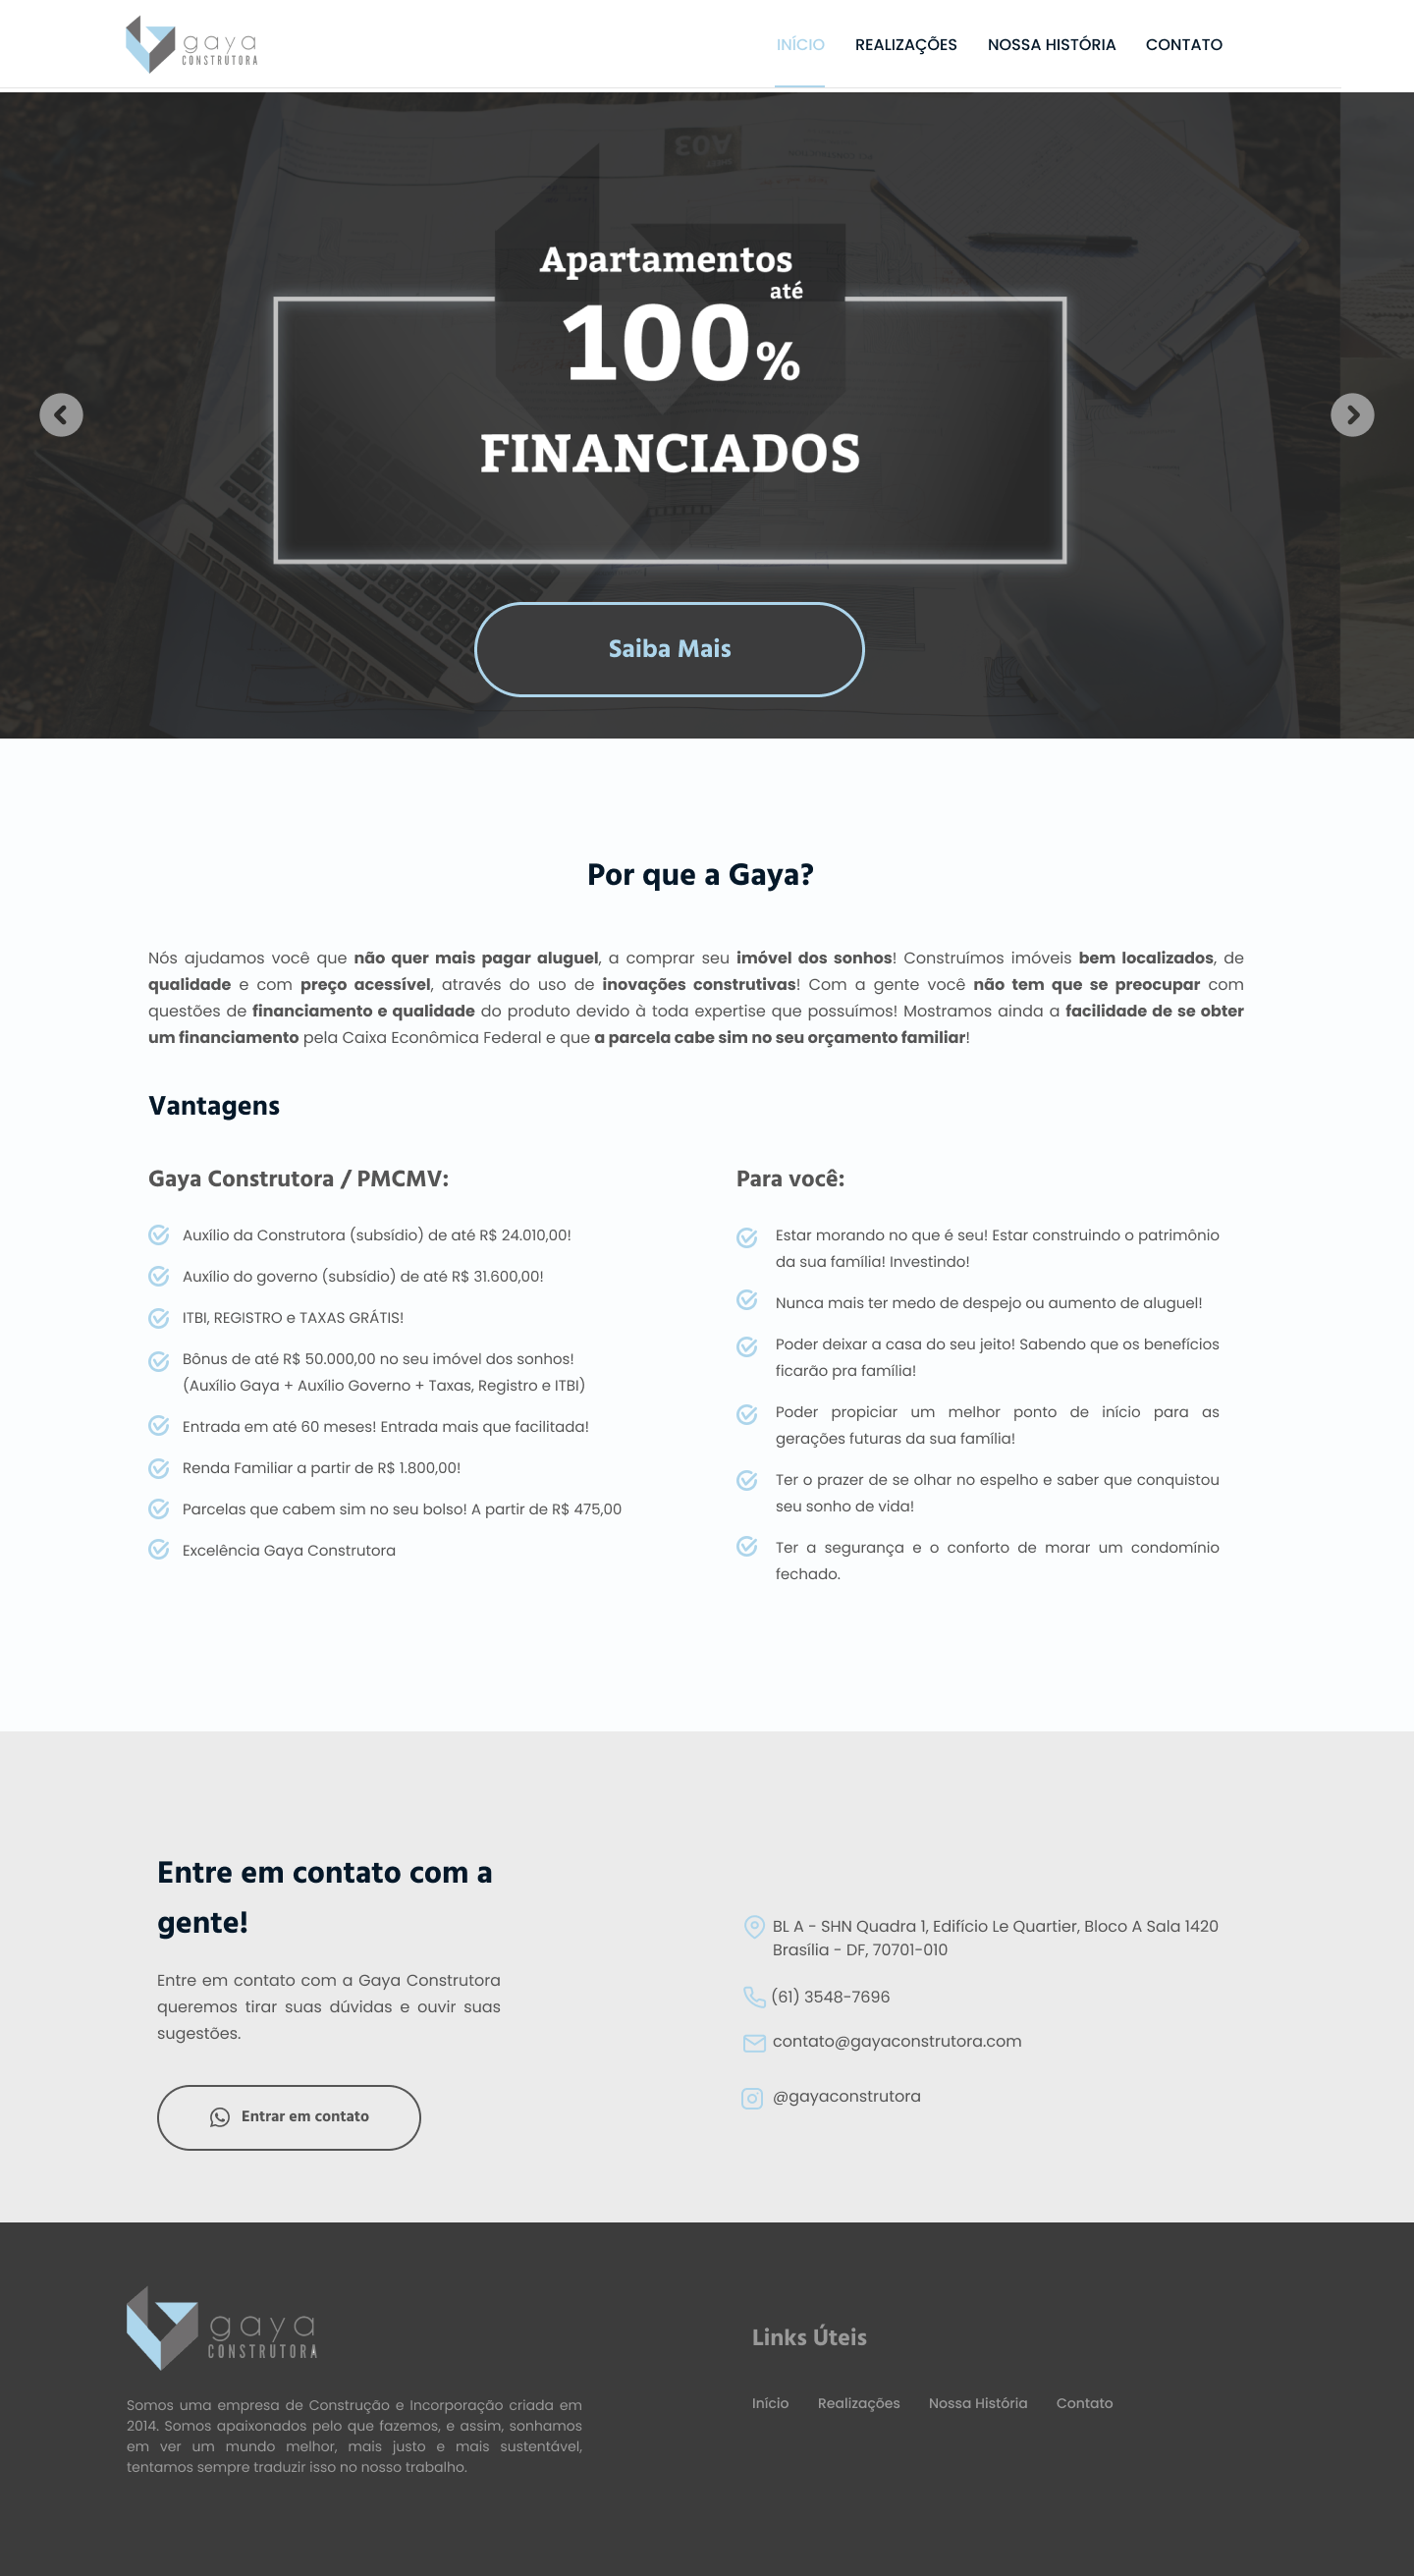 gaya
CONSTRUTORA
INÍCIO REALIZAÇÕES NOSSA HISTÓRIA CONTATO
A03
Apartamentos
até
100%
FINANCIADOS
Saiba Mais
Por que a Gaya?
Nós ajudamos você que não quer mais pagar aluguel, a comprar seu imóvel dos sonhos! Construímos imóveis bem localizados, de
qualidade e com preço acessível, através do uso de inovações construtivas! Com a gente você não tem que se preocupar com
questões de financiamento e qualidade do produto devido à toda expertise que possuímos! Mostramos ainda a facilidade de se obter
um financiamento pela Caixa Econômica Federal e que a parcela cabe sim no seu orçamento familiar!
Vantagens
Gaya Construtora / PMCMV:
Auxílio da Construtora (subsídio) de até R$ 24.010,00!
Auxílio do governo (subsídio) de até R$ 31.600,00!
ITBI, REGISTRO e TAXAS GRÁTIS!
Bônus de até R$ 50.000,00 no seu imóvel dos sonhos!
(Auxílio Gaya + Auxílio Governo + Taxas, Registro e ITBI)
Entrada em até 60 meses! Entrada mais que facilitada!
Renda Familiar a partir de R$ 1.800,00!
Parcelas que cabem sim no seu bolso! A partir de R$ 475,00
Excelência Gaya Construtora
Para você:
Estar morando no que é seu! Estar construindo o patrimônio
da sua família! Investindo!
Nunca mais ter medo de despejo ou aumento de aluguel!
Poder deixar a casa do seu jeito! Sabendo que os benefícios
ficarão pra família!
Poder propiciar um melhor ponto de início para as
gerações futuras da sua família!
Ter o prazer de se olhar no espelho e saber que conquistou
seu sonho de vida!
Ter a segurança e o conforto de morar um condomínio
fechado.
Entre em contato com a
gente!
Entre em contato com a Gaya Construtora
queremos tirar suas dúvidas e ouvir suas
sugestões.
Entrar em contato
BL A - SHN Quadra 1, Edifício Le Quartier, Bloco A Sala 1420
Brasília - DF, 70701-010
(61) 3548-7696
contato@gayaconstrutora.com
@gayaconstrutora
gaya
CONSTRUTORA
Somos uma empresa de Construção e Incorporação criada em
2014. Somos apaixonados pelo que fazemos, e assim, sonhamos
em ver um mundo melhor, mais justo e mais sustentável,
tentamos sempre traduzir isso no nosso trabalho.
Links Úteis
Início Realizações Nossa História Contato